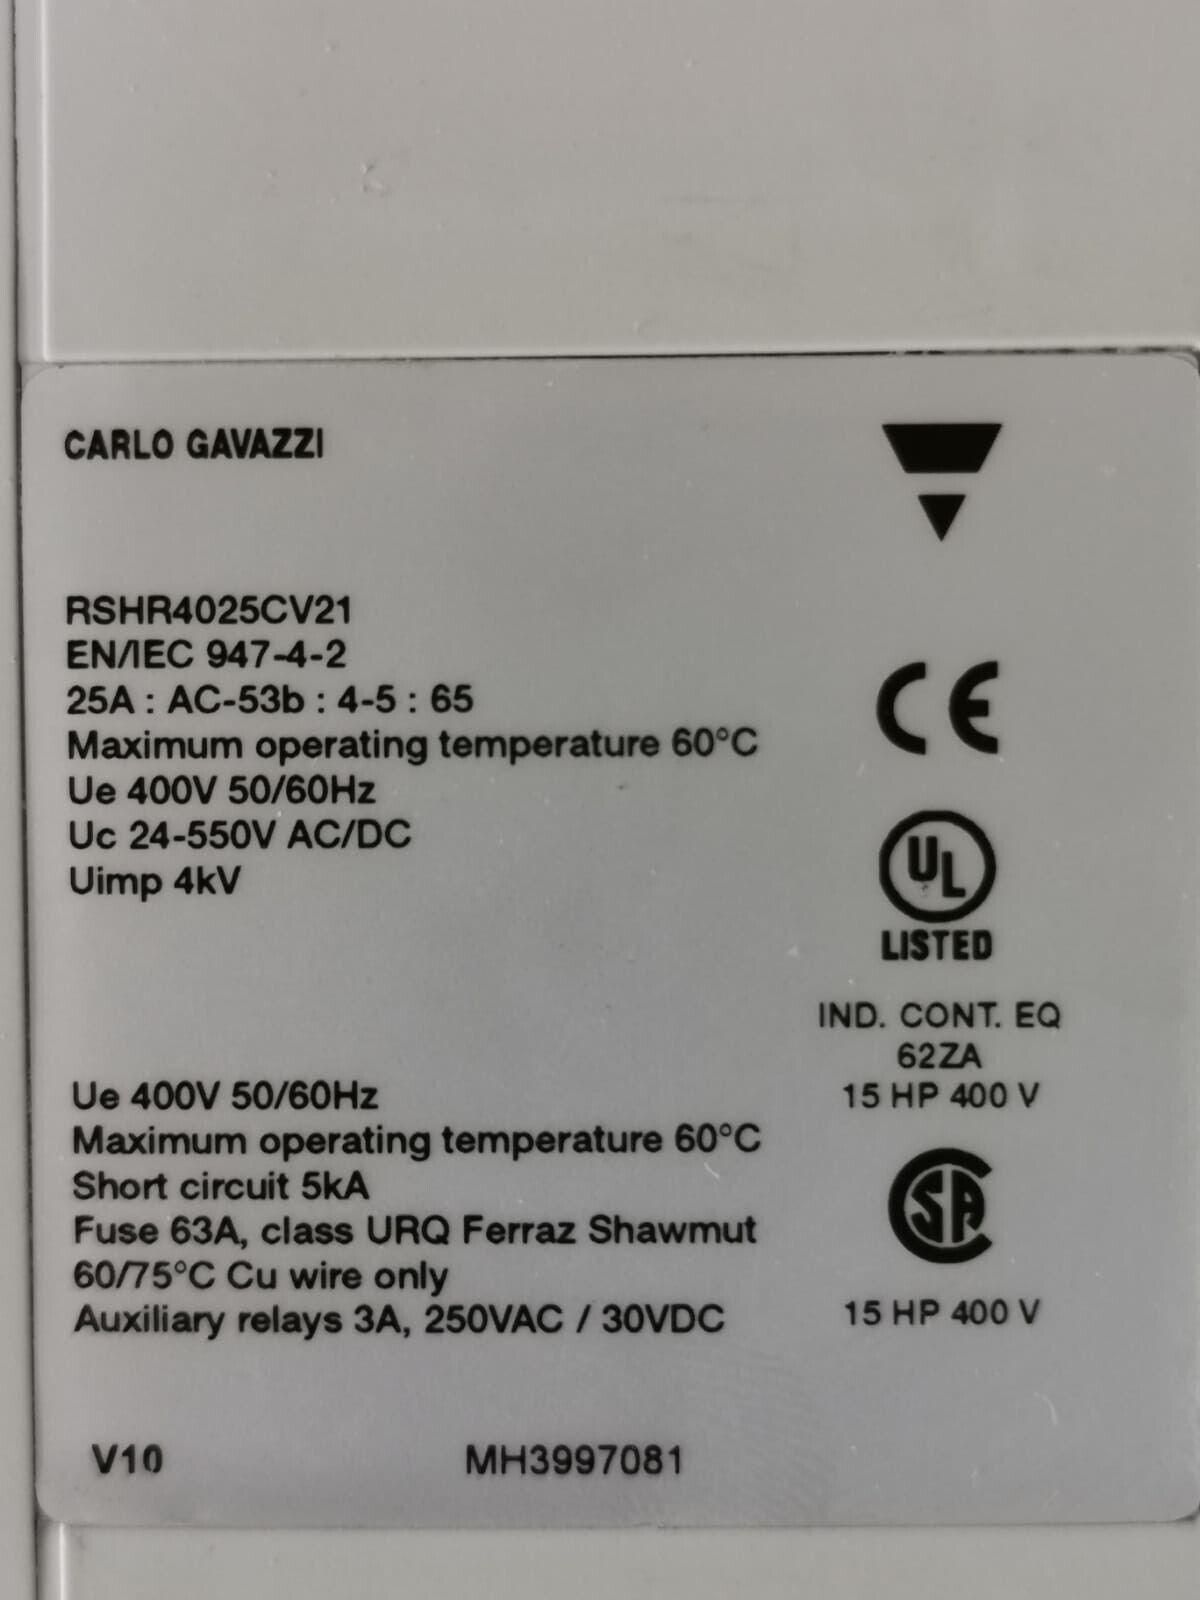 CARLO GAVAZZI
RSHR4025CV21
EN/IEC 947-4-2
25A : AC-53b : 4-5 : 65
Maximum operating temperature 60°C
Ue 400V 50/60Hz
Uc 24-550V AC/DC
Uimp 4kV
CE
UL
LISTED
IND. CONT. EQ
62ZA
15 HP 400 V
Ue 400V 50/60Hz
Maximum operating temperature 60°C
Short circuit 5kA
Fuse 63A, class URQ Ferraz Shawmut
60/75°C Cu wire only
Auxiliary relays 3A, 250VAC / 30VDC
SA
15 HP 400 V
V10
MH3997081